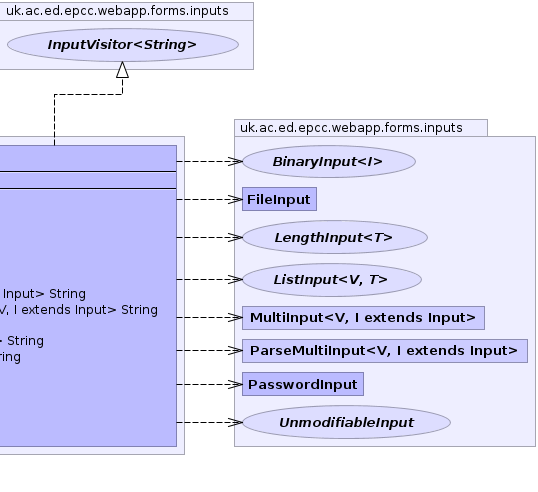 uk.ac.ed.epcc.webapp.forms.inputs
InputVisitor<String>
uk.ac.ed.epcc.webapp.forms.inputs
BinaryInput<I>
FileInput
LengthInput<T>
ListInput<V, T>
Input> String
V, I extends Input> String
MultiInput<V, I extends Input>
> String
ring
ParseMultiInput<V, I extends Input>
PasswordInput
UnmodifiableInput